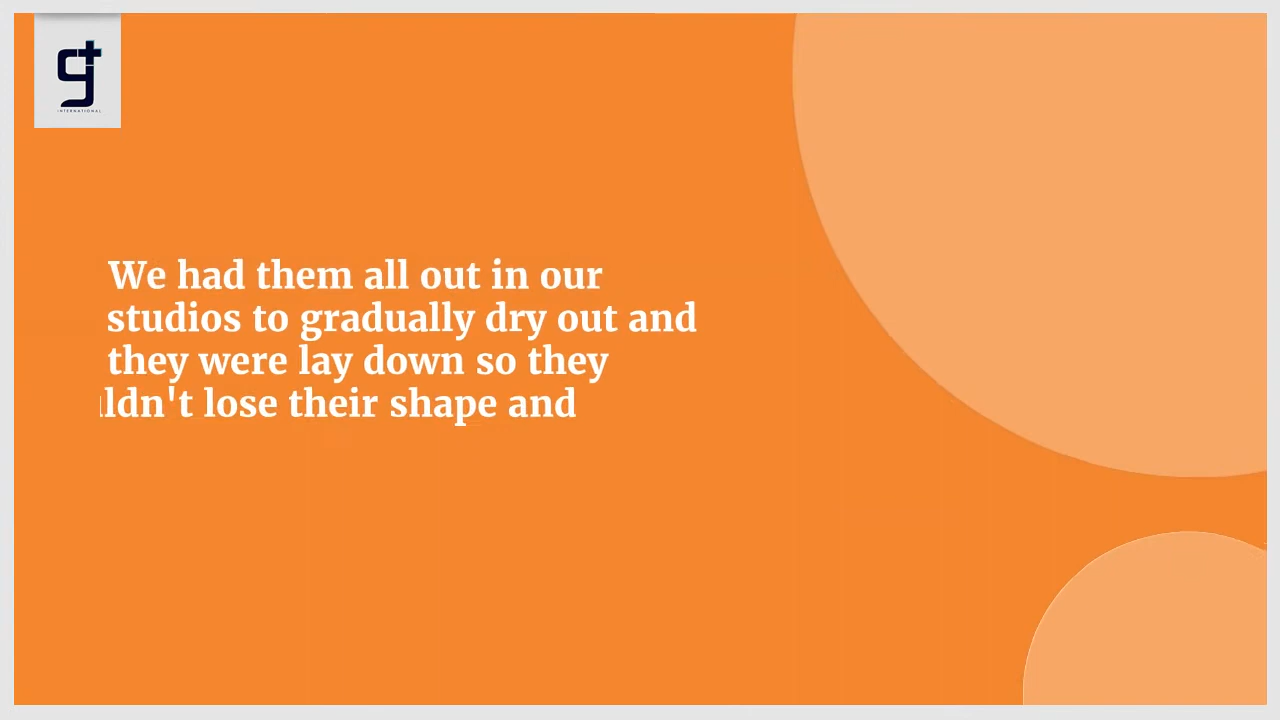 INTERNATIONAL
We had them all out in our
studios to gradually dry out and
they were lay down so they
ldn't lose their shape and